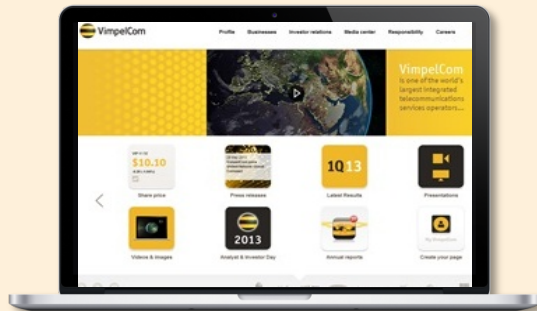 VimpelCom
Profile Businesses Investor relations Media center Responsibility Careers
VimpelCom
is one of the world's
largest integrated
telecommunications
services operators...
$10.10
Share price
Press releases
1Q 13
Latest Results
Presentations
Videos & Images
2013
Analyst & Investor Day
Annual reports
Create your page